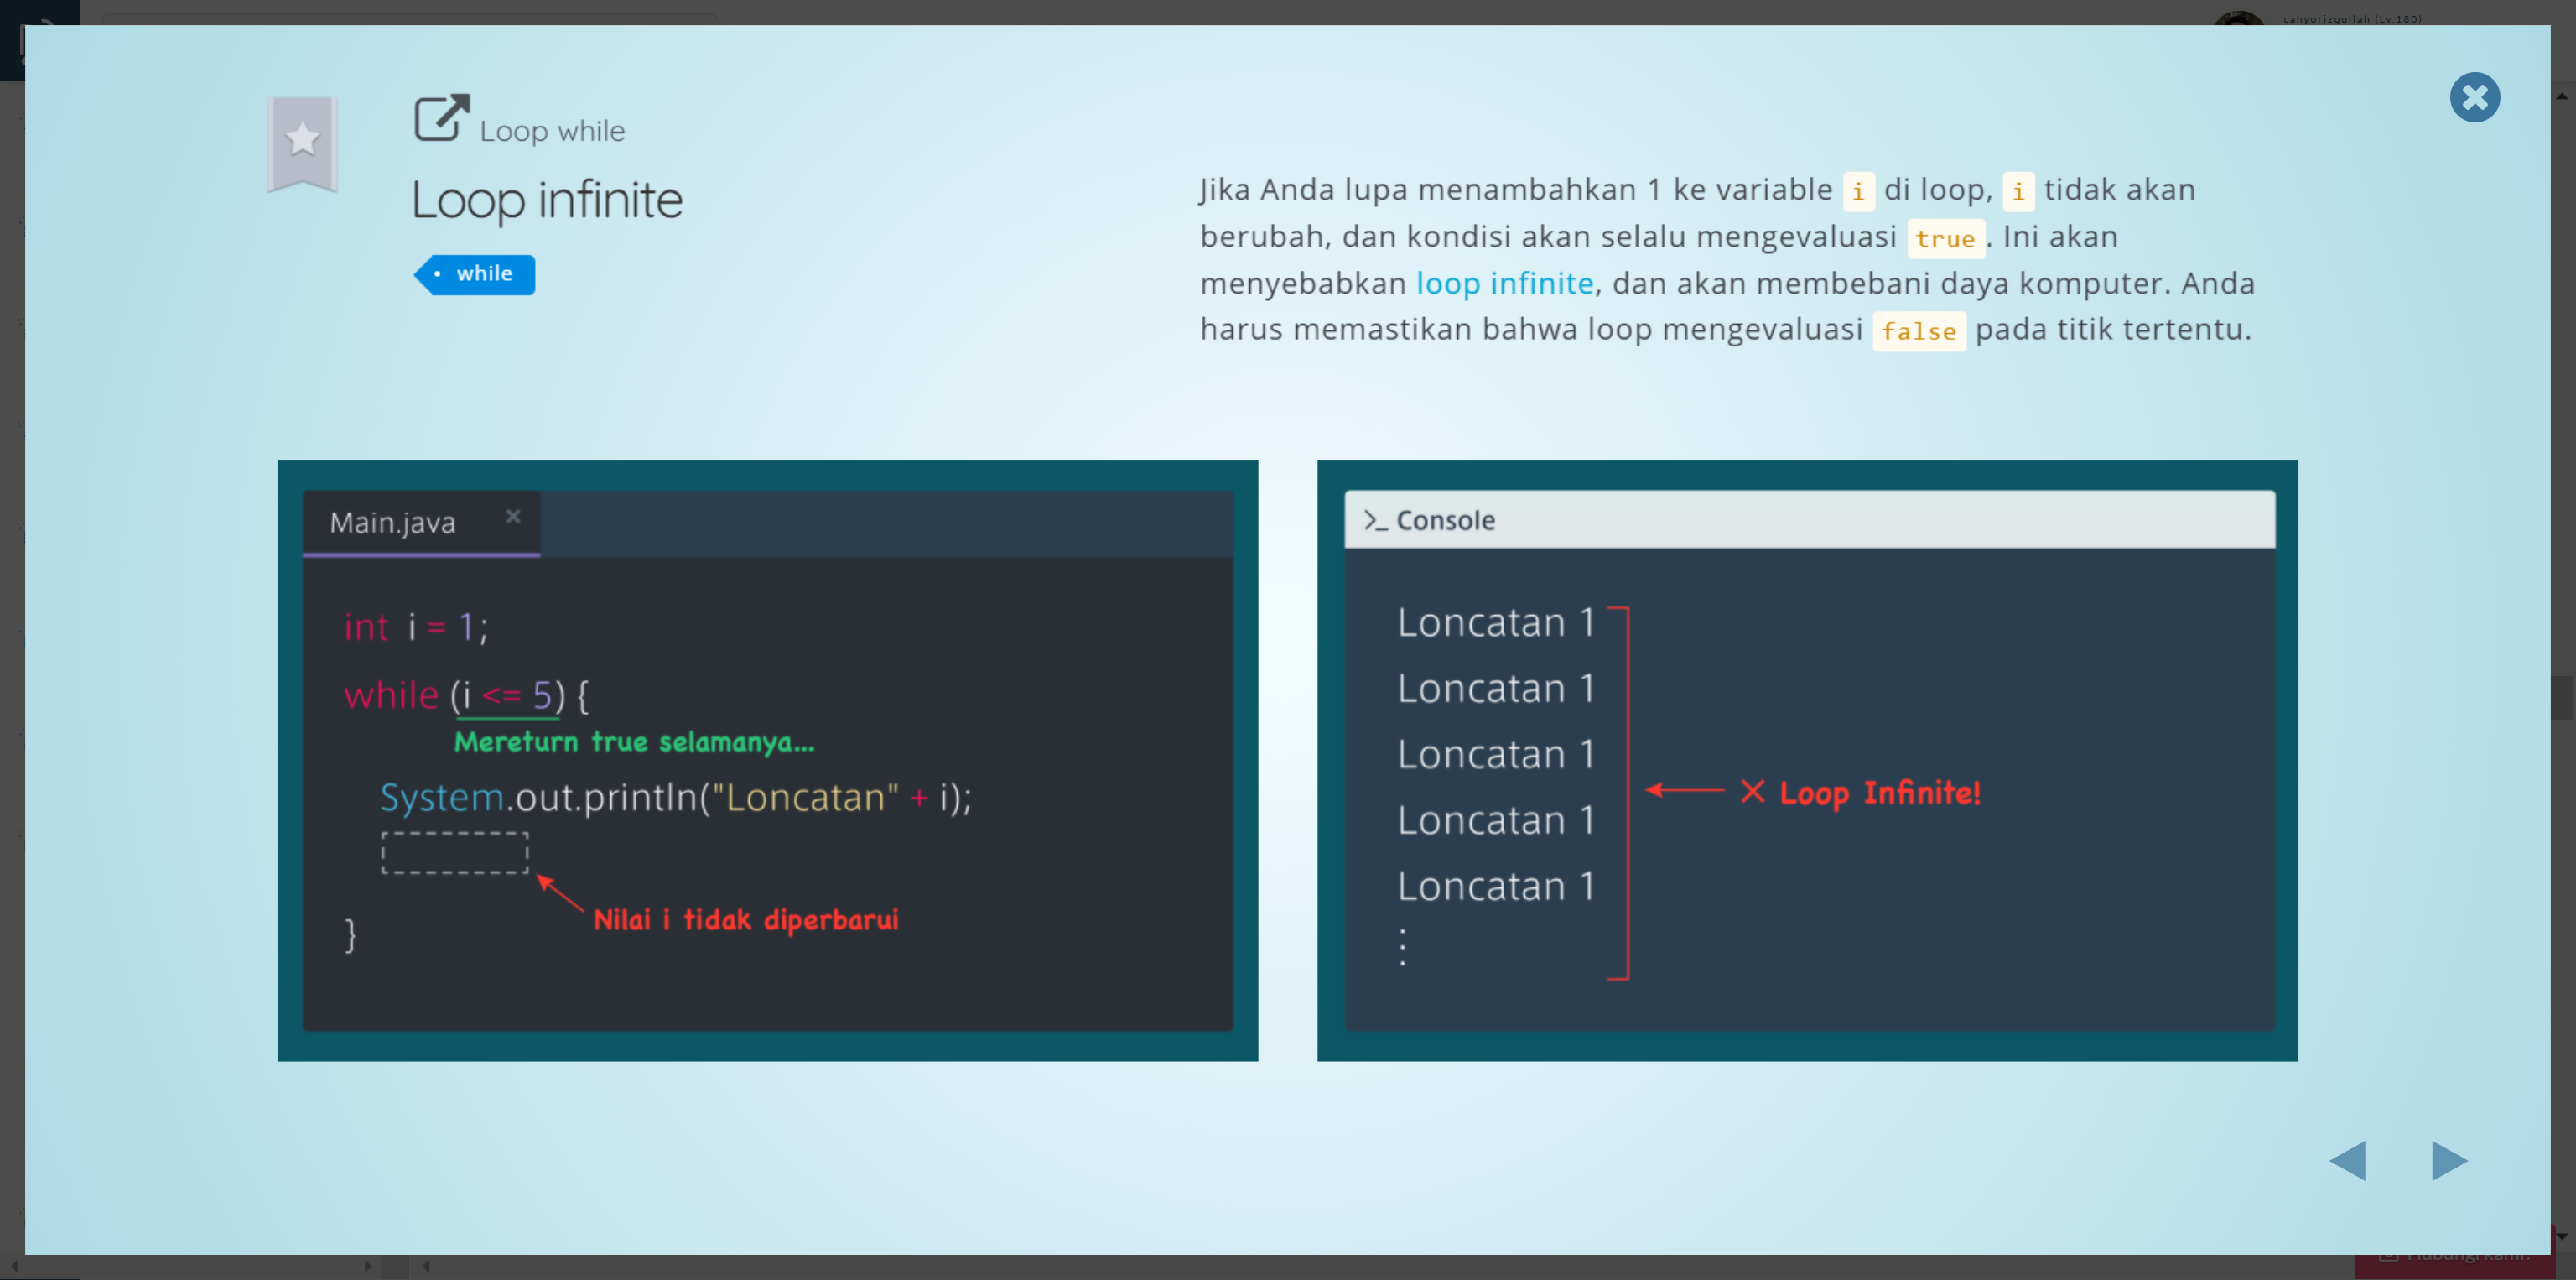 cahyorizqullah (Lv.180)
Loop while
Loop infinite
while
Jika Anda lupa menambahkan 1 ke variable i di loop, i tidak akan
berubah, dan kondisi akan selalu mengevaluasi true. Ini akan
menyebabkan loop infinite, dan akan membebani daya komputer. Anda
harus memastikan bahwa loop mengevaluasi false pada titik tertentu.
Main.java
int i = 1;
while (i <= 5) {
Mereturn true selamanya...
System.out.println("Loncatan" + i);
Nilai i tidak diperbarui
}
>_ Console
Loncatan 1
Loncatan 1
Loncatan 1
Loncatan 1
Loncatan 1
⋮
Loop Infinite!
Hubungi kami.